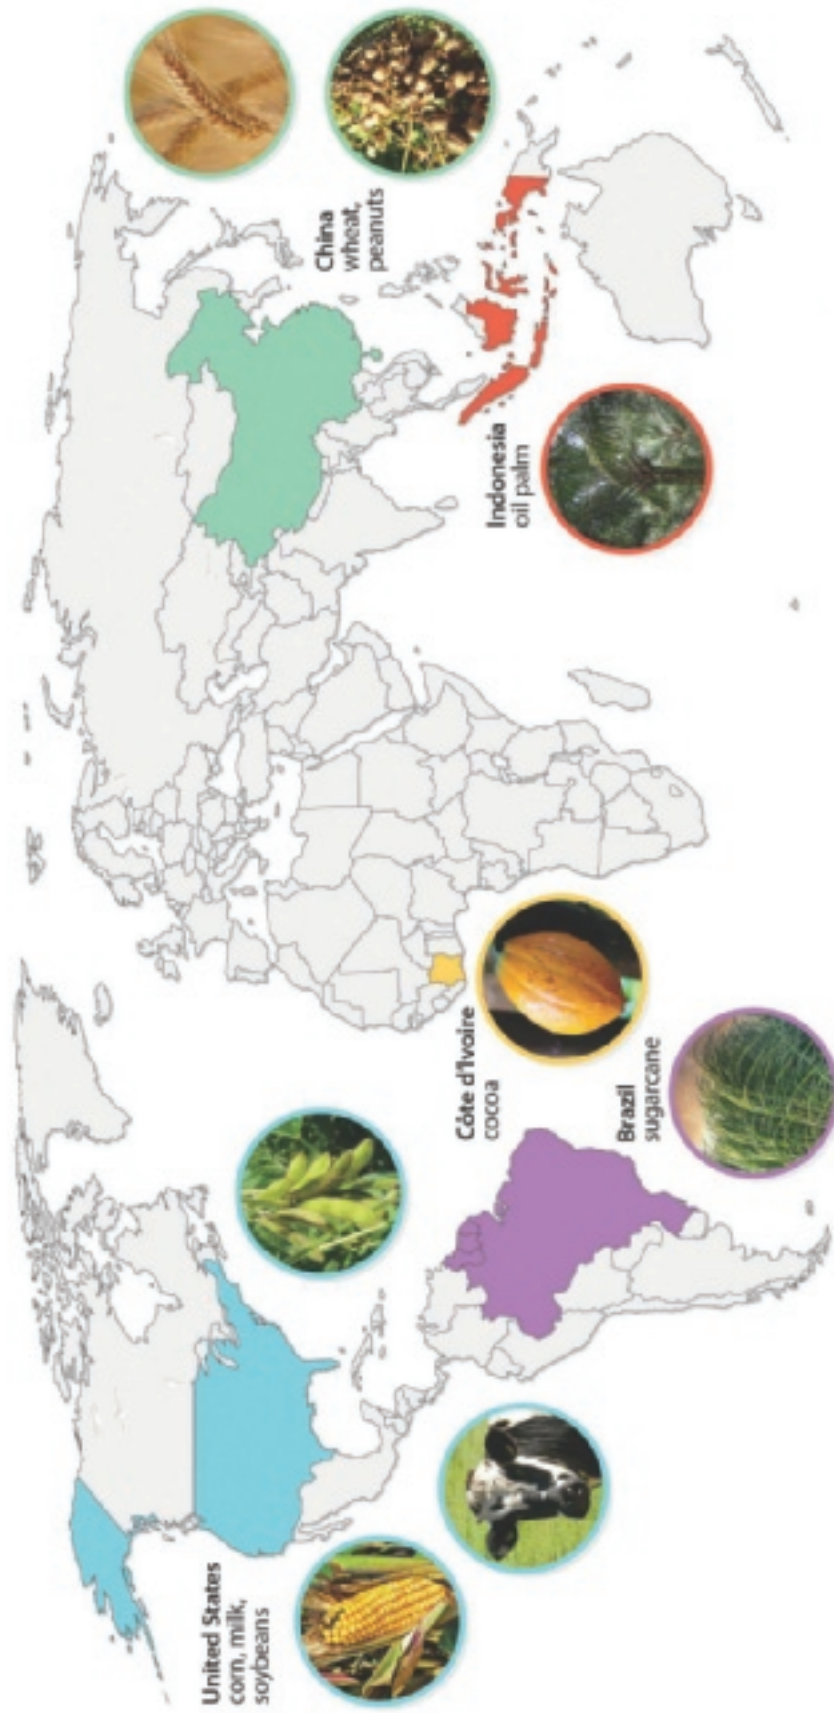 United States
corn, milk,
soybeans
Côte d'Ivoire
cocoa
Brazil
sugarcane
Indonesia
oil palm
China
wheat,
peanuts